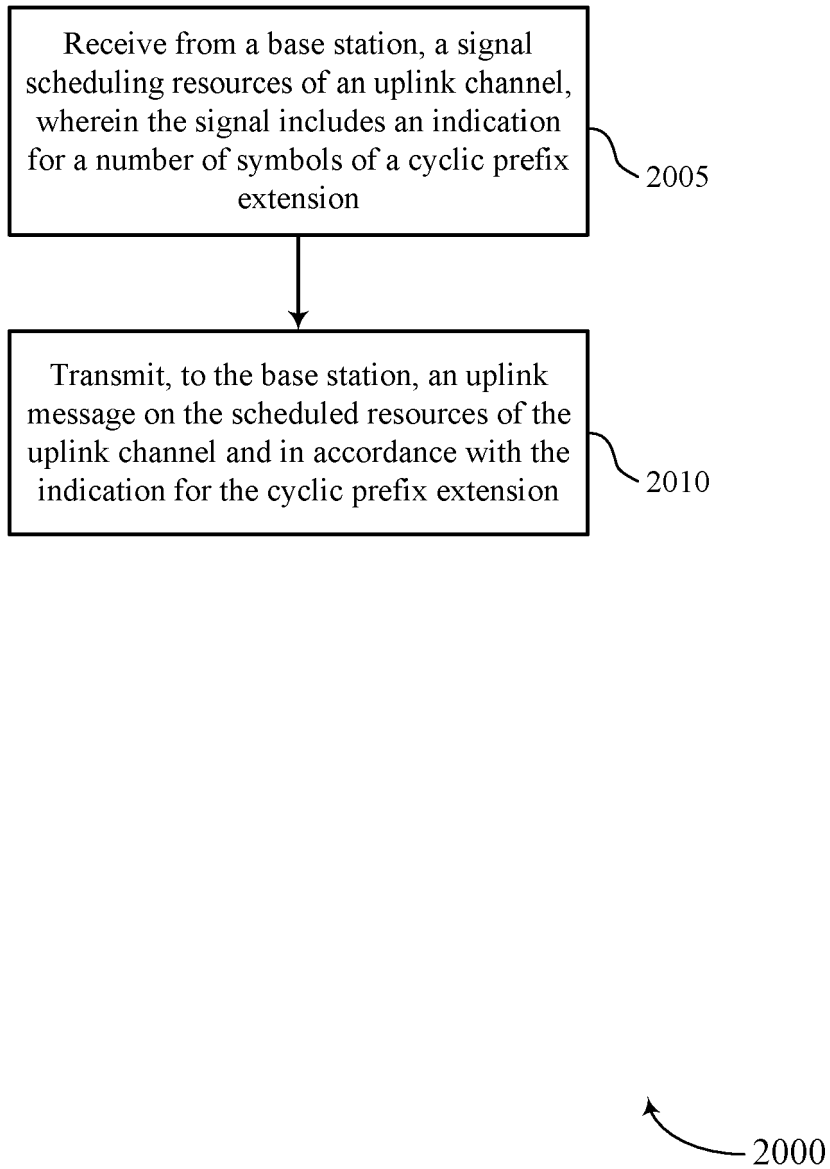 Receive from a base station, a signal
scheduling resources of an uplink channel,
wherein the signal includes an indication
for a number of symbols of a cyclic prefix
extension
2005
Transmit, to the base station, an uplink
message on the scheduled resources of the
uplink channel and in accordance with the
indication for the cyclic prefix extension
2010
2000